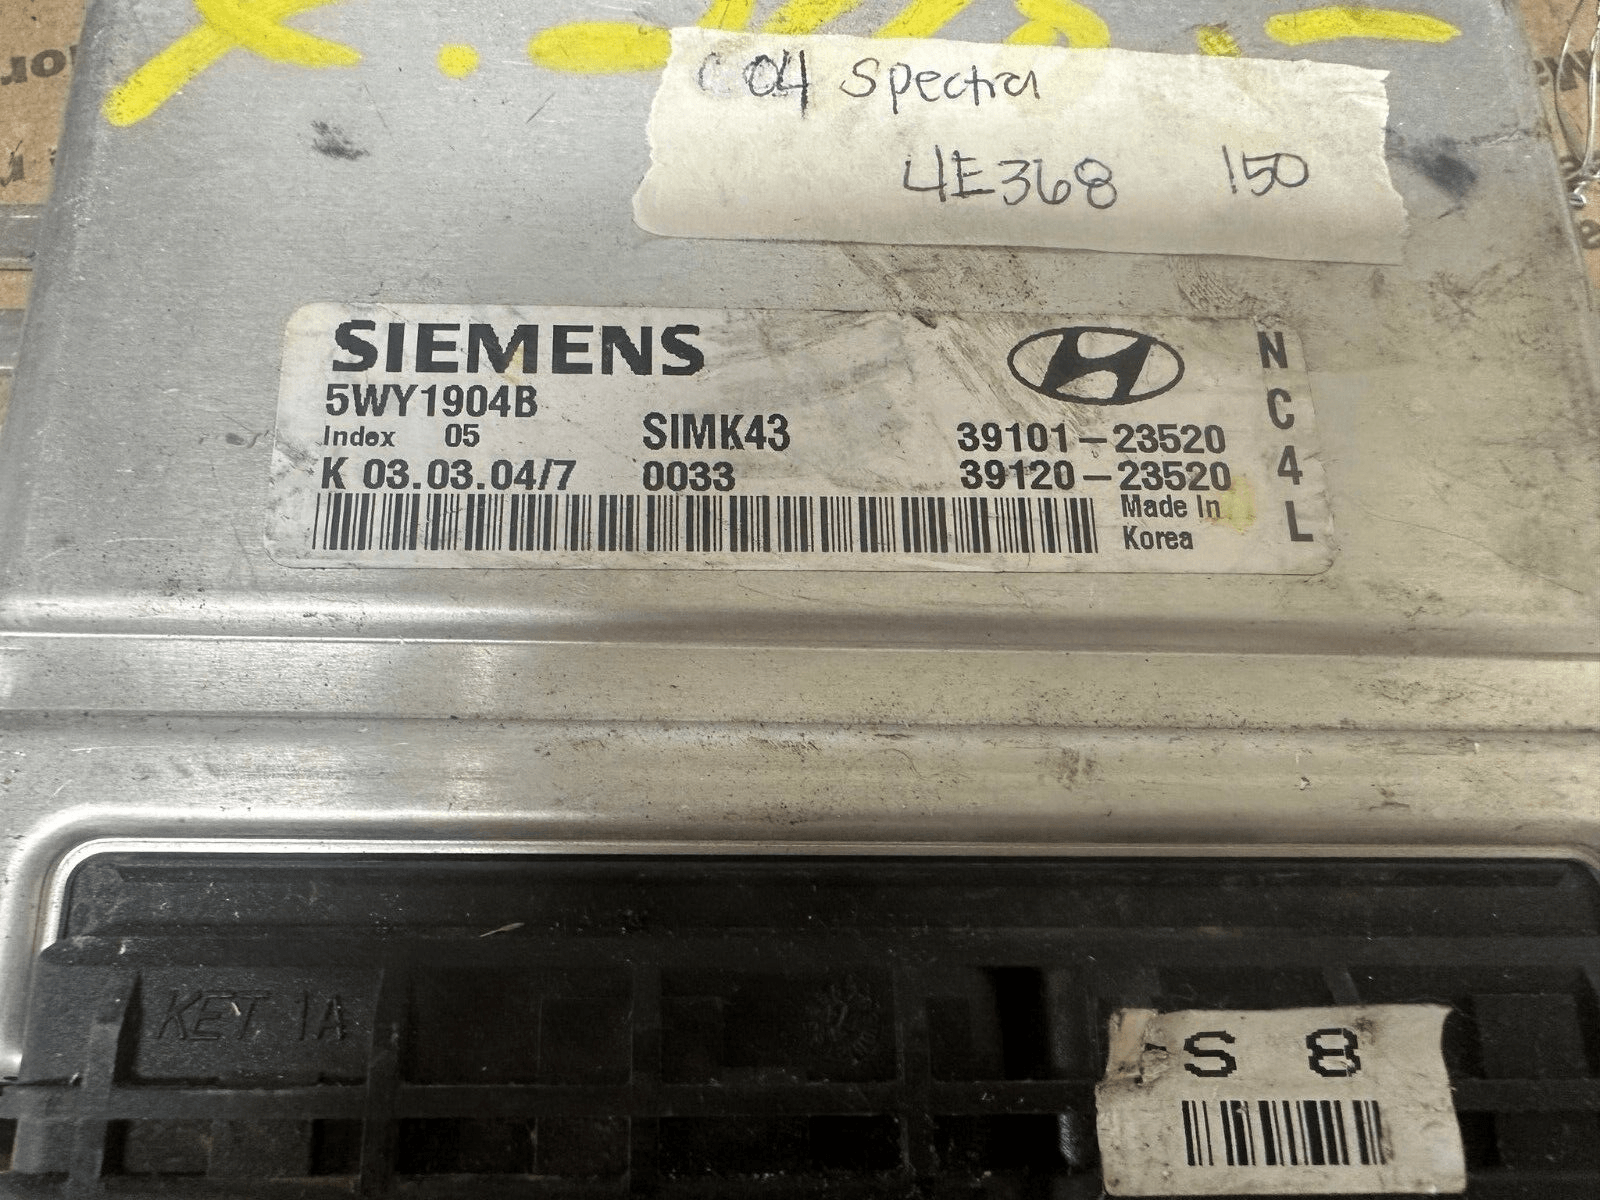 04 Spectra
4E368 150
SIEMENS
5WY1904B
Index 05 SIMK43 39101-23520
K 03.03.04/7 0033 39120-23520
Made In
Korea
N
C
4
L
KET 1A
S 8